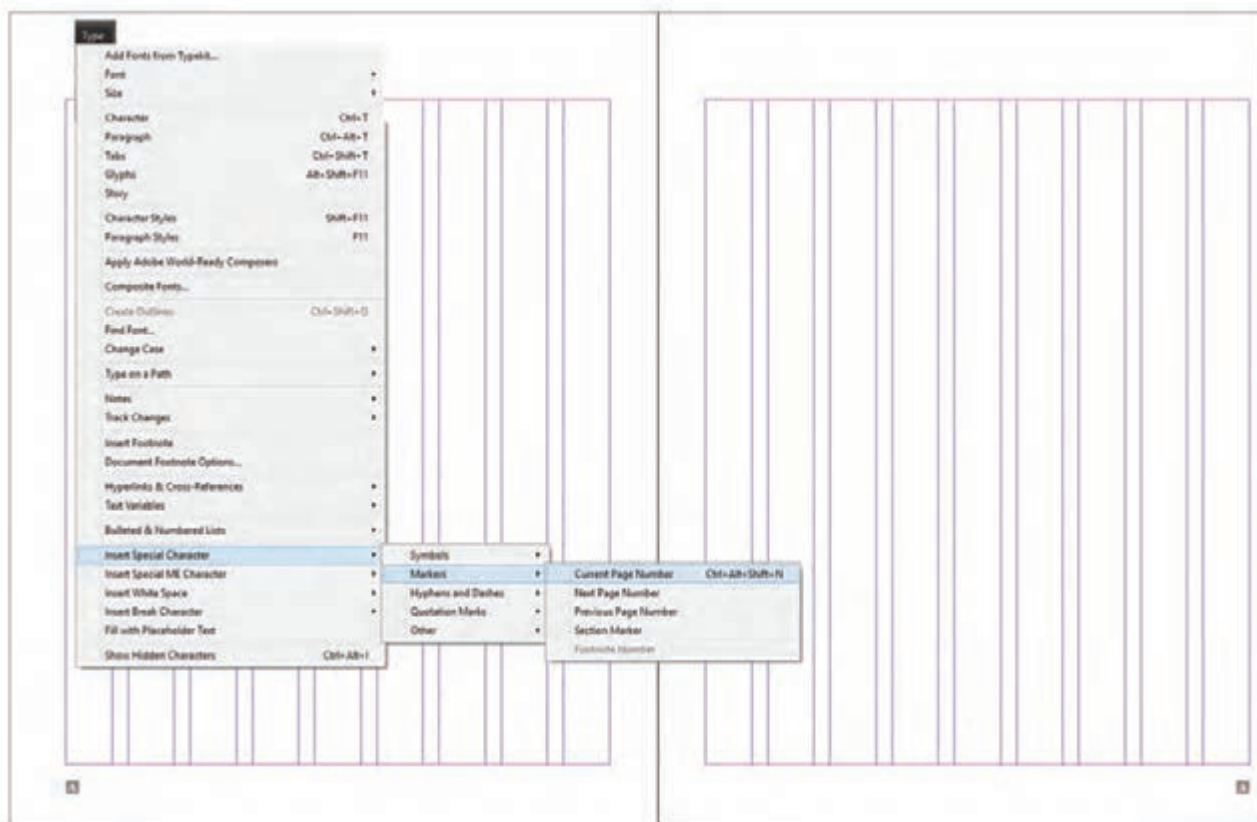 Type
Add Fonts from Typekit...
Font
Size
Character Ctrl+T
Paragraph Ctrl+Alt+T
Tabs Ctrl+Shift+T
Glyphs Alt+Shift+F11
Story
Character Styles Shift+F11
Paragraph Styles F11
Apply Adobe World-Ready Composers
Composite Fonts...
Create Outlines Ctrl+Shift+O
Find Font...
Change Case
Type on a Path
Notes
Track Changes
Insert Footnote
Document Footnote Options...
Hyperlinks & Cross-References
Text Variables
Bulleted & Numbered Lists
Insert Special Character
Insert Special ME Character
Insert White Space
Insert Break Character
Fill with Placeholder Text
Show Hidden Characters Ctrl+Alt+I
Symbols
Markers
Hyphens and Dashes
Quotation Marks
Other
Current Page Number Ctrl+Alt+Shift+N
Next Page Number
Previous Page Number
Section Marker
Footnote Number
A
A